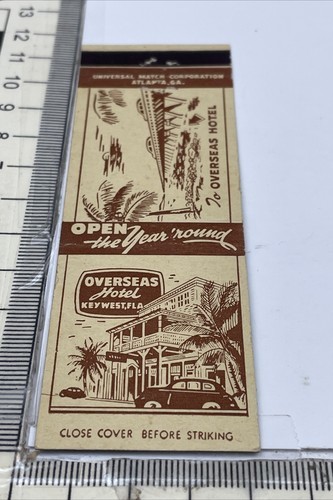 UNIVERSAL MATCH CORPORATION
ATLANTA, GA.
To OVERSEAS HOTEL
OPEN
the Year 'round
OVERSEAS
Hotel
KEY WEST, FLA.
CLOSE COVER BEFORE STRIKING
13
12
11
10
9
8